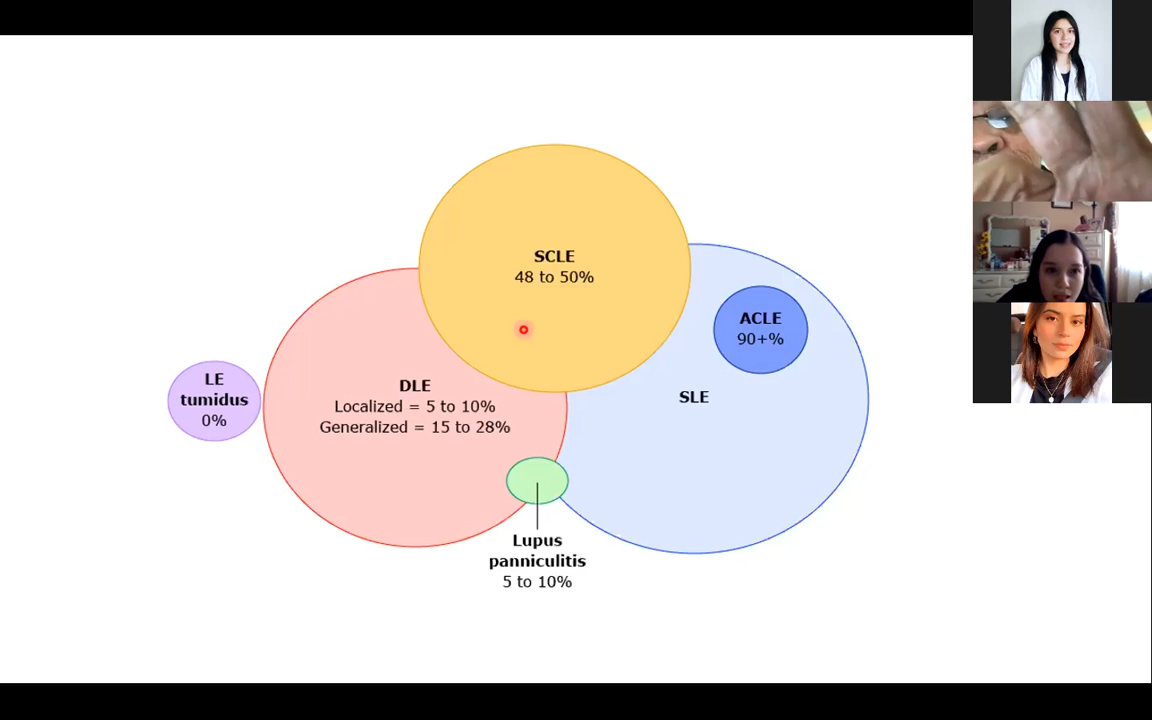 SCLE
48 to 50%
ACLE
90+%
LE
tumidus
0%
DLE
Localized = 5 to 10%
Generalized = 15 to 28%
SLE
Lupus
panniculitis
5 to 10%